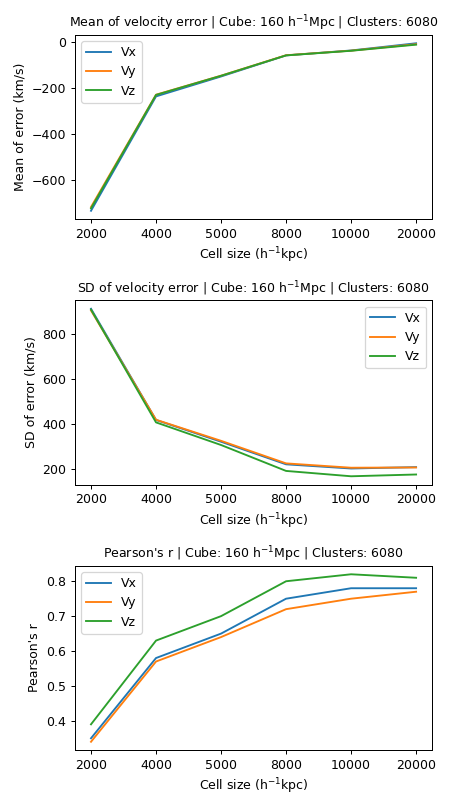 Mean of velocity error | Cube: 160 h⁻¹Mpc | Clusters: 6080
Vx
Vy
Vz
0
−200
−400
−600
Mean of error (km/s)
2000 4000 5000 8000 10000 20000
Cell size (h⁻¹kpc)
SD of velocity error | Cube: 160 h⁻¹Mpc | Clusters: 6080
Vx
Vy
Vz
800
600
400
200
SD of error (km/s)
2000 4000 5000 8000 10000 20000
Cell size (h⁻¹kpc)
Pearson's r | Cube: 160 h⁻¹Mpc | Clusters: 6080
Vx
Vy
Vz
0.8
0.7
0.6
0.5
0.4
Pearson's r
2000 4000 5000 8000 10000 20000
Cell size (h⁻¹kpc)